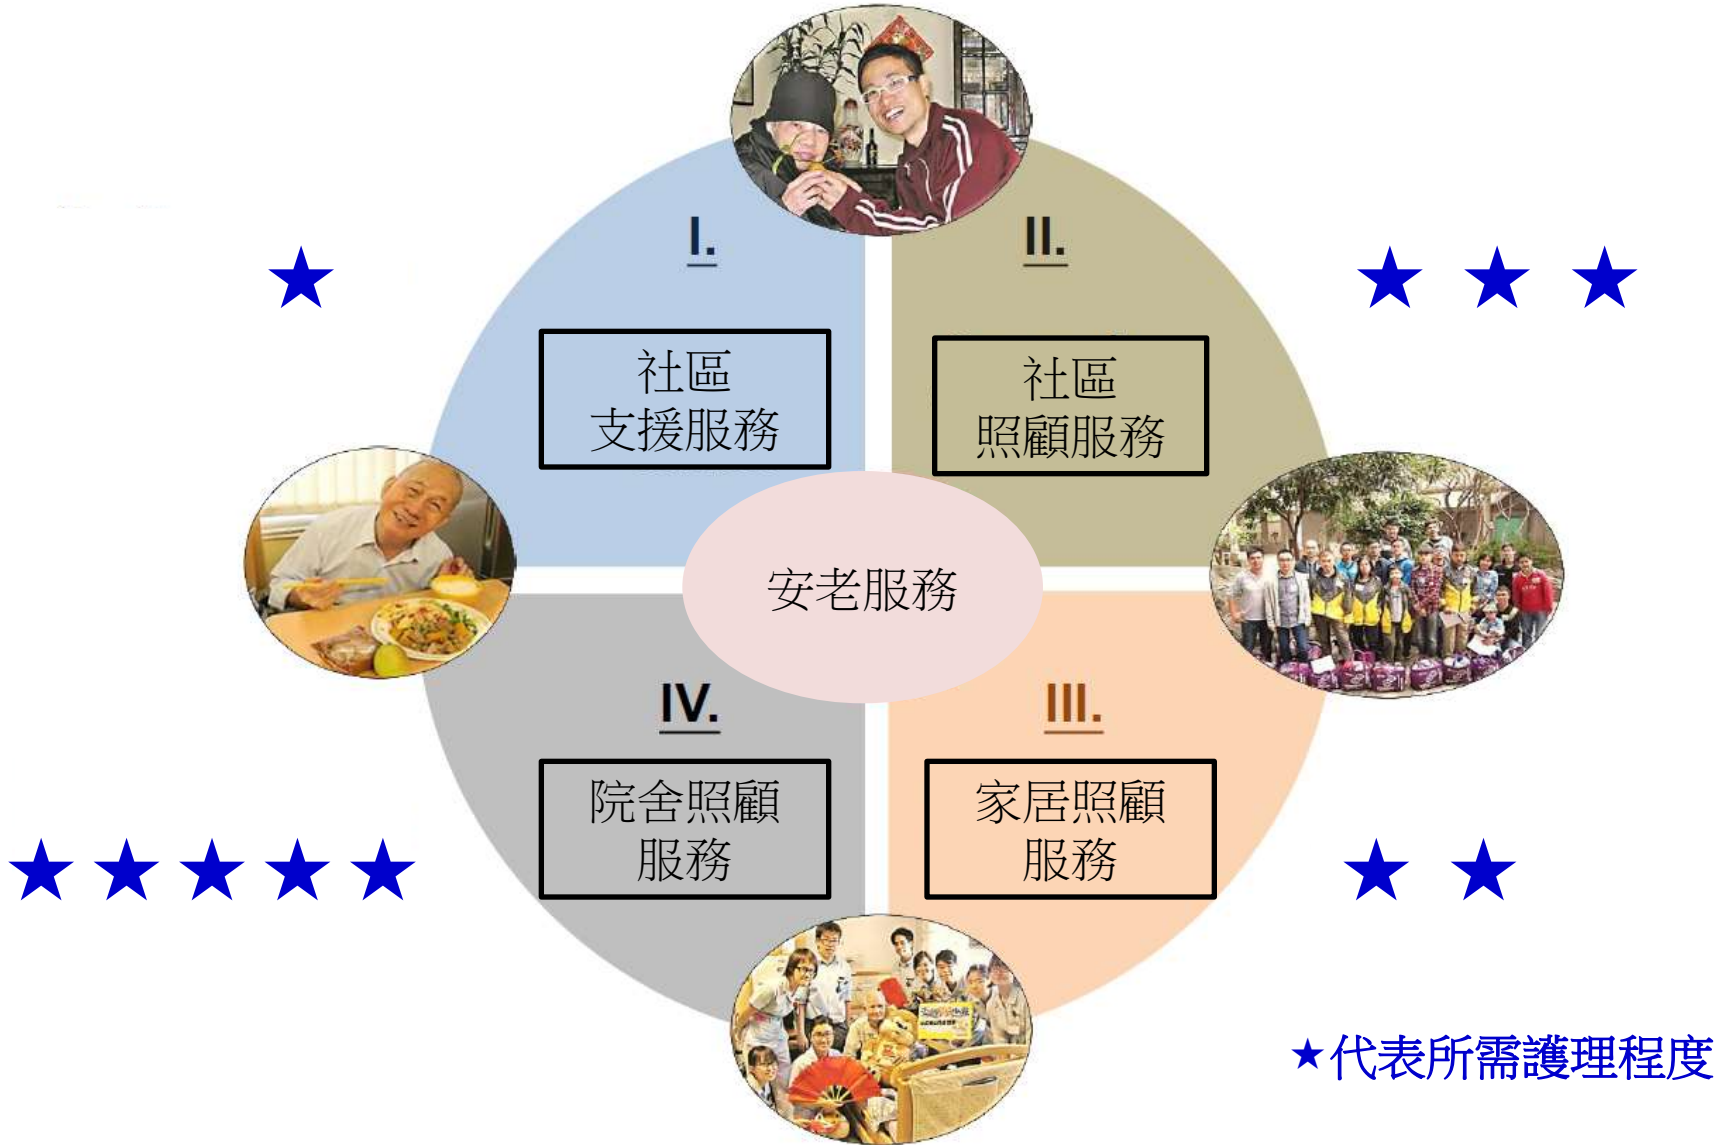 I.
社區
支援服務
II.
社區
照顧服務
安老服務
IV.
院舍照顧
服務
III.
家居照顧
服務
★代表所需護理程度